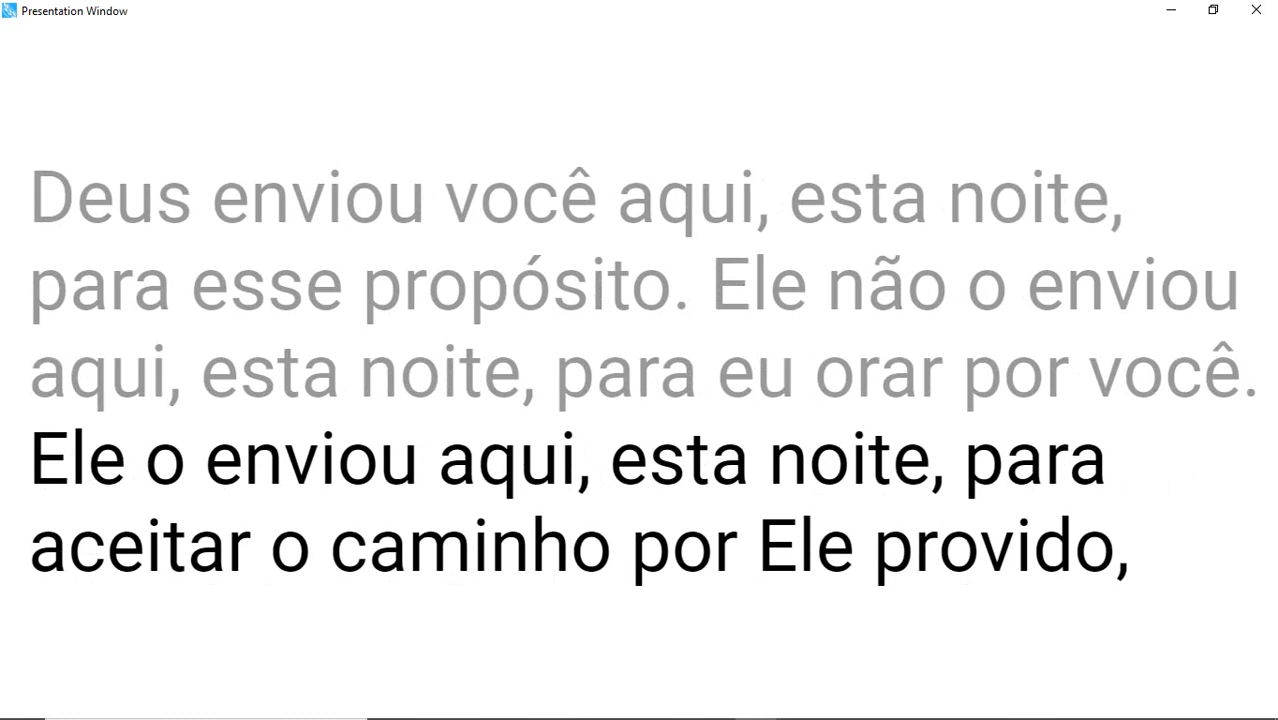 Presentation Window
Deus enviou você aqui, esta noite,
para esse propósito. Ele não o enviou
aqui, esta noite, para eu orar por você.
Ele o enviou aqui, esta noite, para
aceitar o caminho por Ele provido,